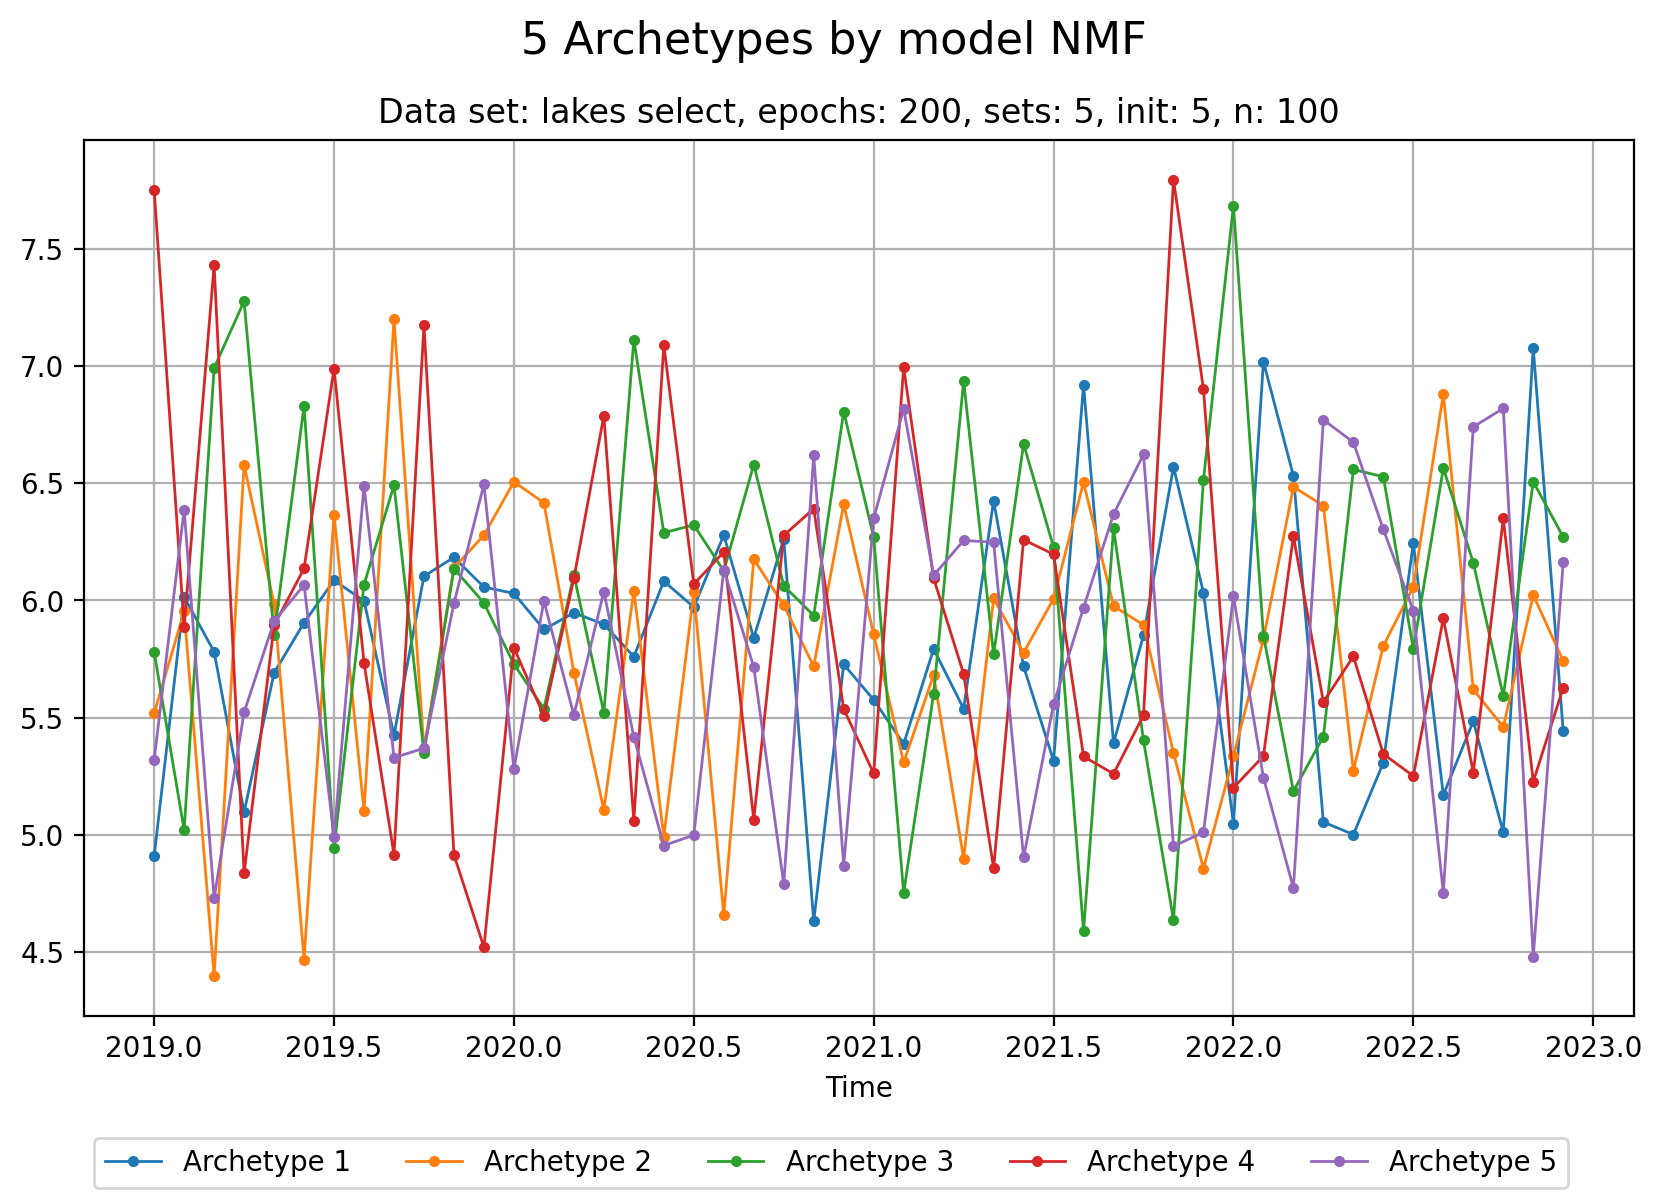 5 Archetypes by model NMF
Data set: lakes select, epochs: 200, sets: 5, init: 5, n: 100
7.5
7.0
6.5
6.0
5.5
5.0
4.5
2019.0 2019.5 2020.0 2020.5 2021.0 2021.5 2022.0 2022.5 2023.0
Time
Archetype 1 Archetype 2 Archetype 3 Archetype 4 Archetype 5